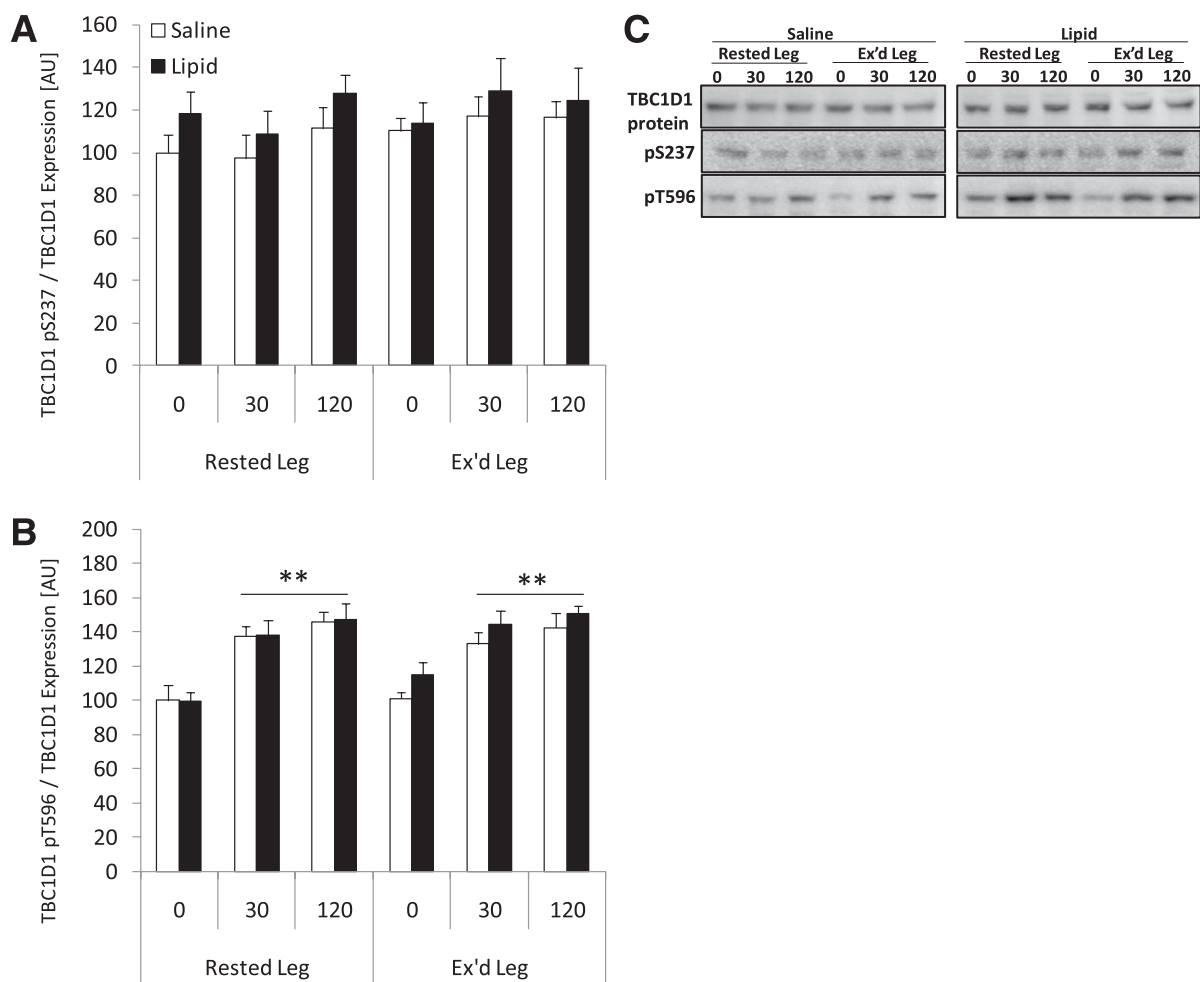 A
TBC1D1 pS237 / TBC1D1 Expression [AU]
160
140
120
100
80
60
40
20
0
Saline
Lipid
0 30 120 0 30 120
Rested Leg Ex'd Leg
B
TBC1D1 pT596 / TBC1D1 Expression [AU]
200
180
160
140
120
100
80
60
40
20
0
** **
0 30 120 0 30 120
Rested Leg Ex'd Leg
C
Saline Lipid
Rested Leg Ex'd Leg Rested Leg Ex'd Leg
0 30 120 0 30 120 0 30 120 0 30 120
TBC1D1
protein
pS237
pT596